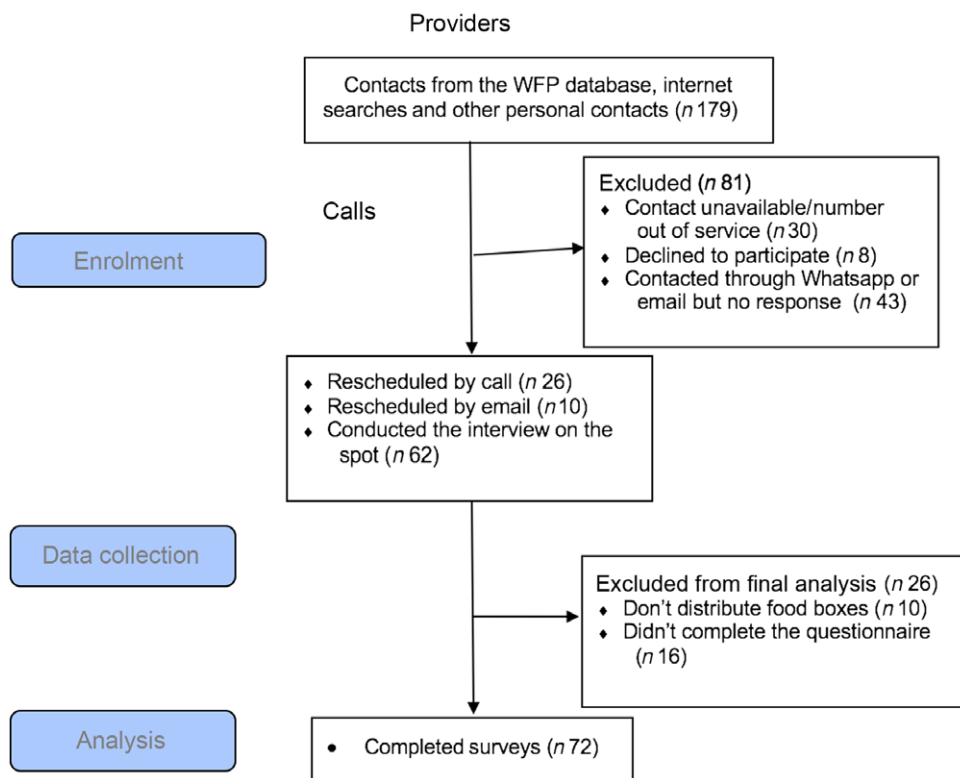 Providers
Contacts from the WFP database, internet
searches and other personal contacts (n 179)
Calls
Enrolment
Excluded (n 81)
♦ Contact unavailable/number
out of service (n 30)
♦ Declined to participate (n 8)
♦ Contacted through Whatsapp or
email but no response (n 43)
♦ Rescheduled by call (n 26)
♦ Rescheduled by email (n 10)
♦ Conducted the interview on the
spot (n 62)
Data collection
Excluded from final analysis (n 26)
♦ Don't distribute food boxes (n 10)
♦ Didn't complete the questionnaire
(n 16)
Analysis
• Completed surveys (n 72)